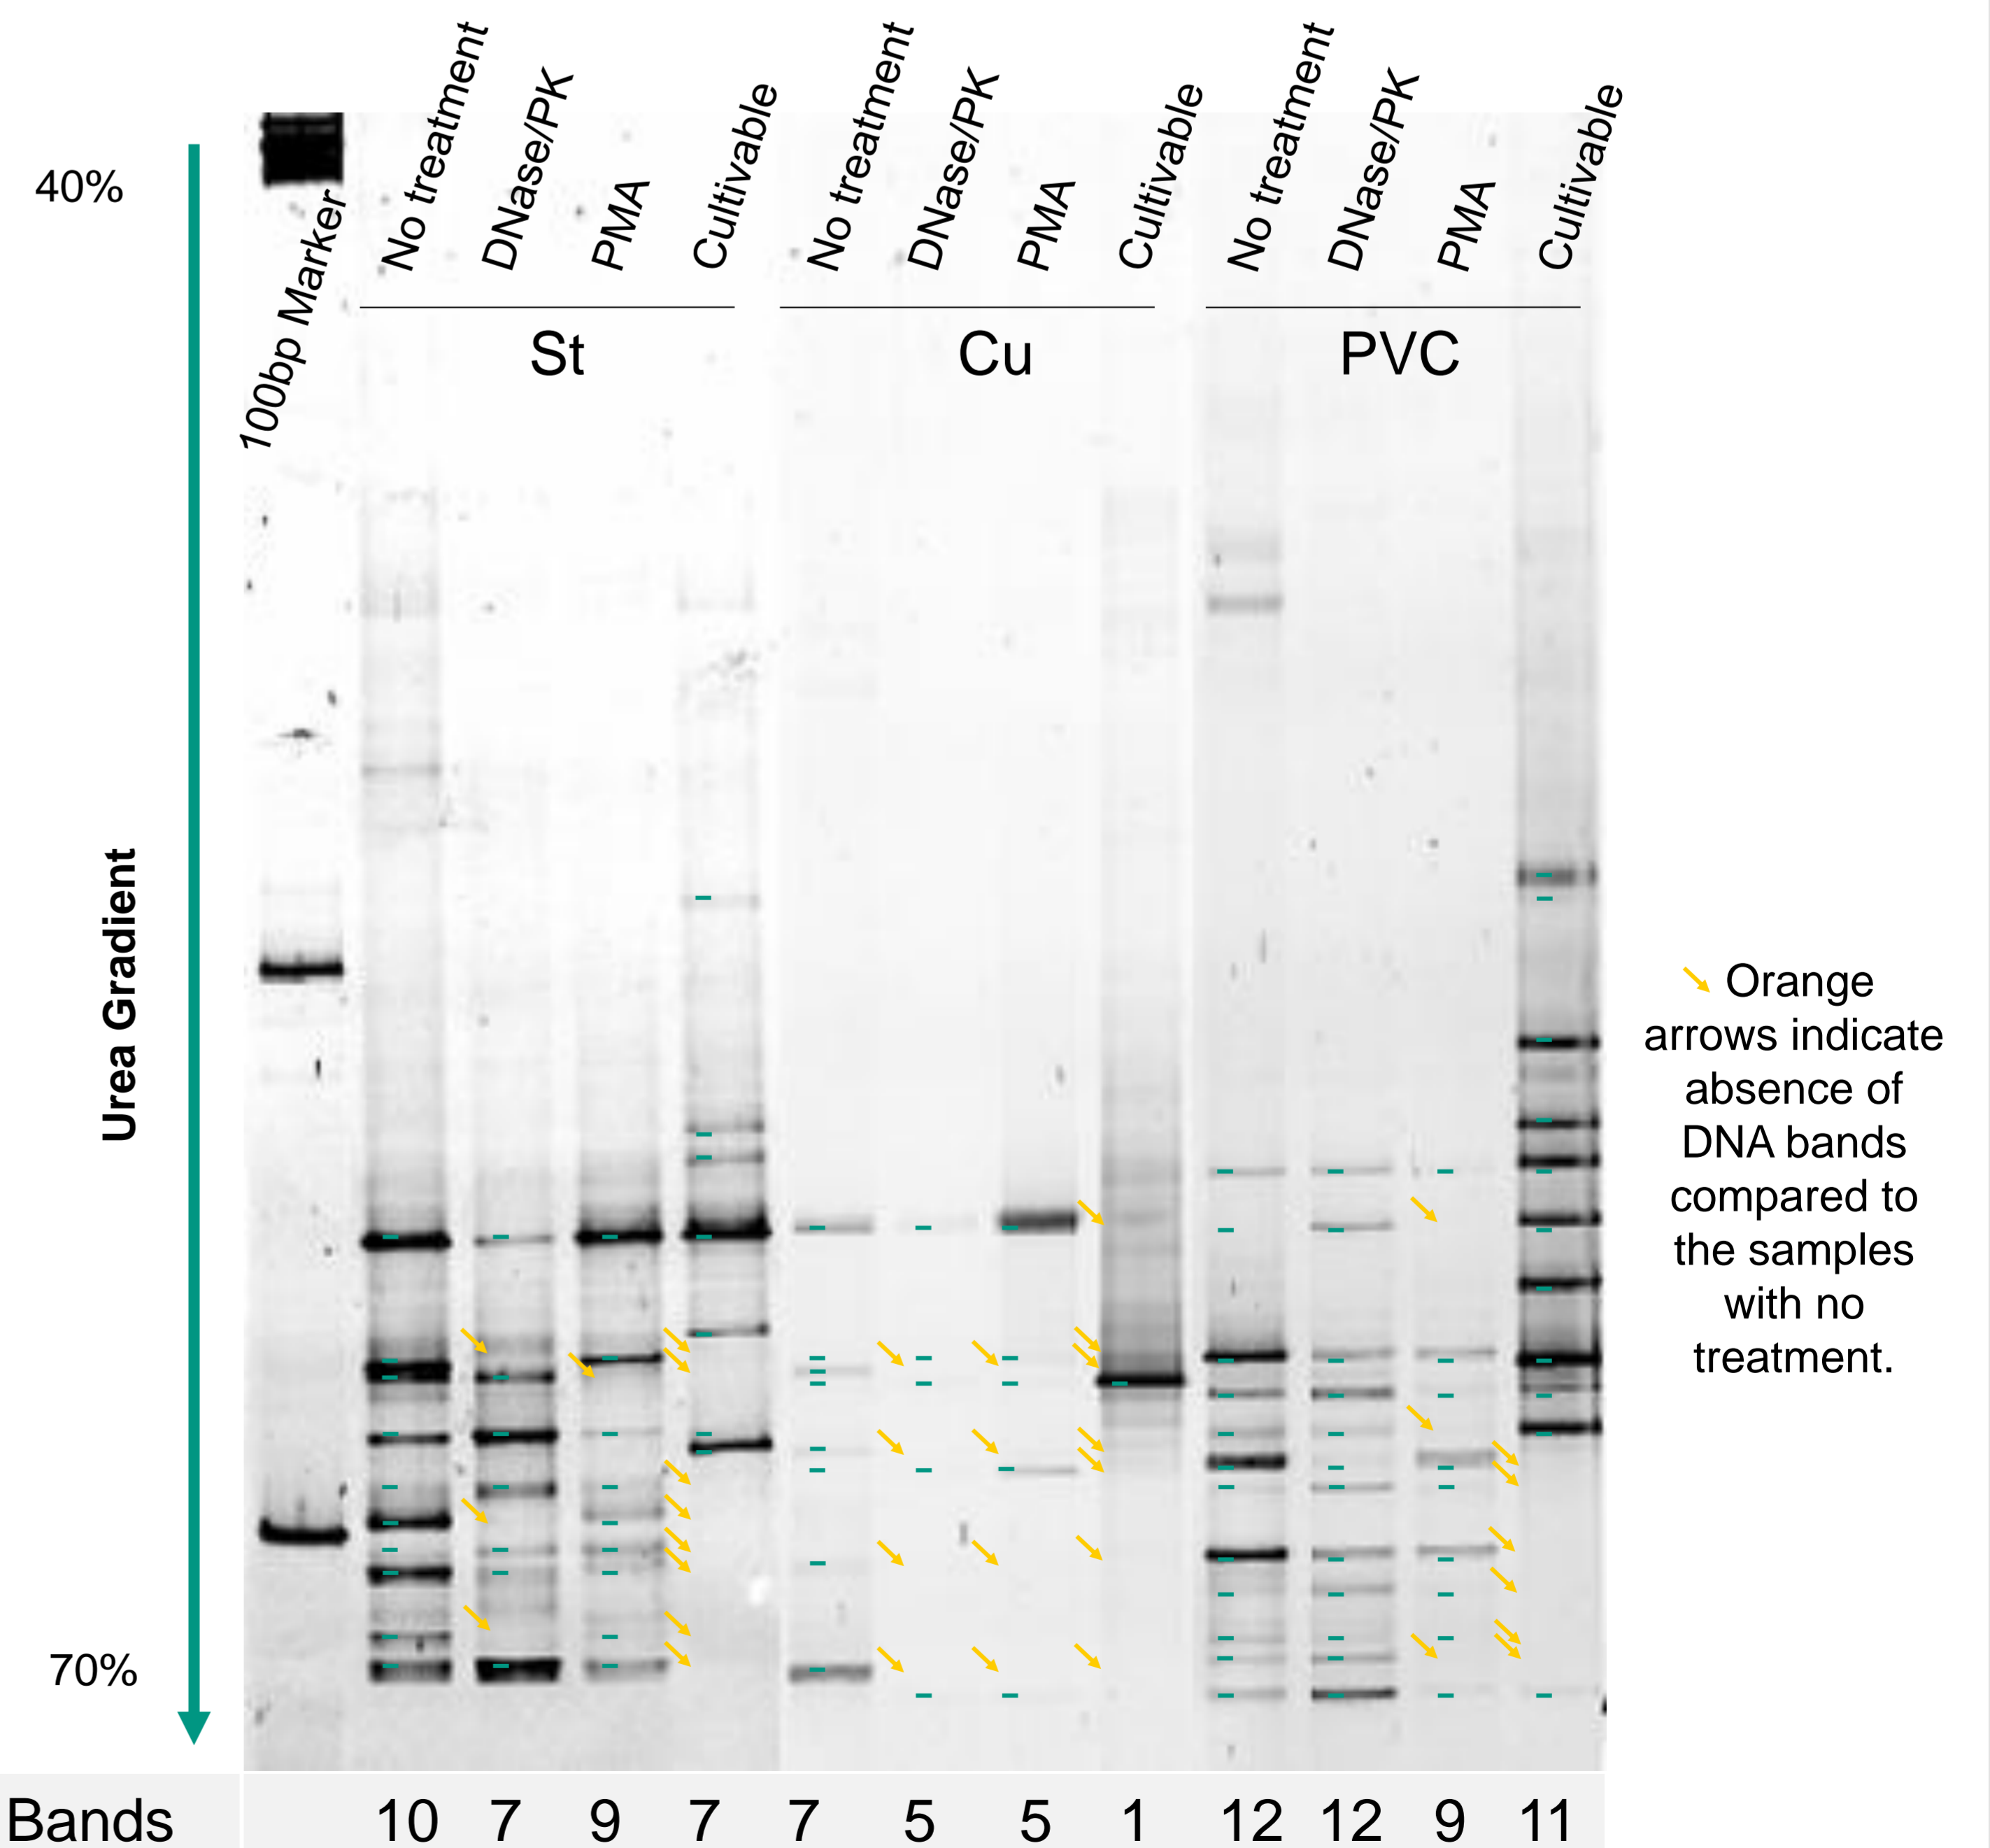 No treatment
DNase/PK
PMA
Cultivable
No treatment
DNase/PK
PMA
Cultivable
No treatment
DNase/PK
PMA
Cultivable
40%
100bp Marker
St
Cu
PVC
Urea Gradient
Orange
arrows indicate
absence of
DNA bands
compared to
the samples
with no
treatment.
70%
Bands 10 7 9 7 7 5 5 1 12 12 9 11